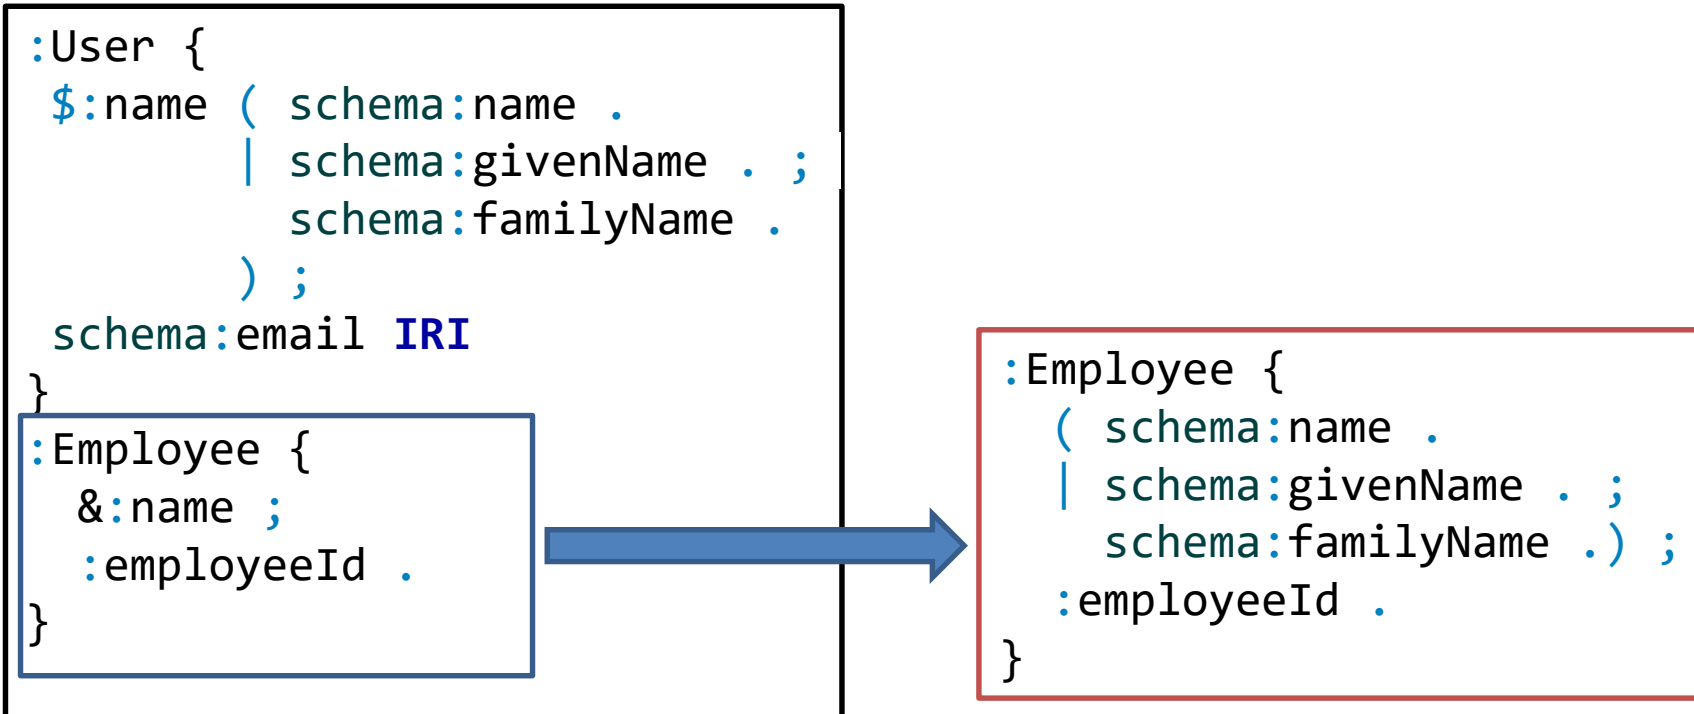 :User {
$:name ( schema:name .
| schema:givenName . ;
schema:familyName .
) ;
schema:email IRI
}
:Employee {
&:name ;
:employeeId .
}
:Employee {
( schema:name .
| schema:givenName . ;
schema:familyName .) ;
:employeeId .
}